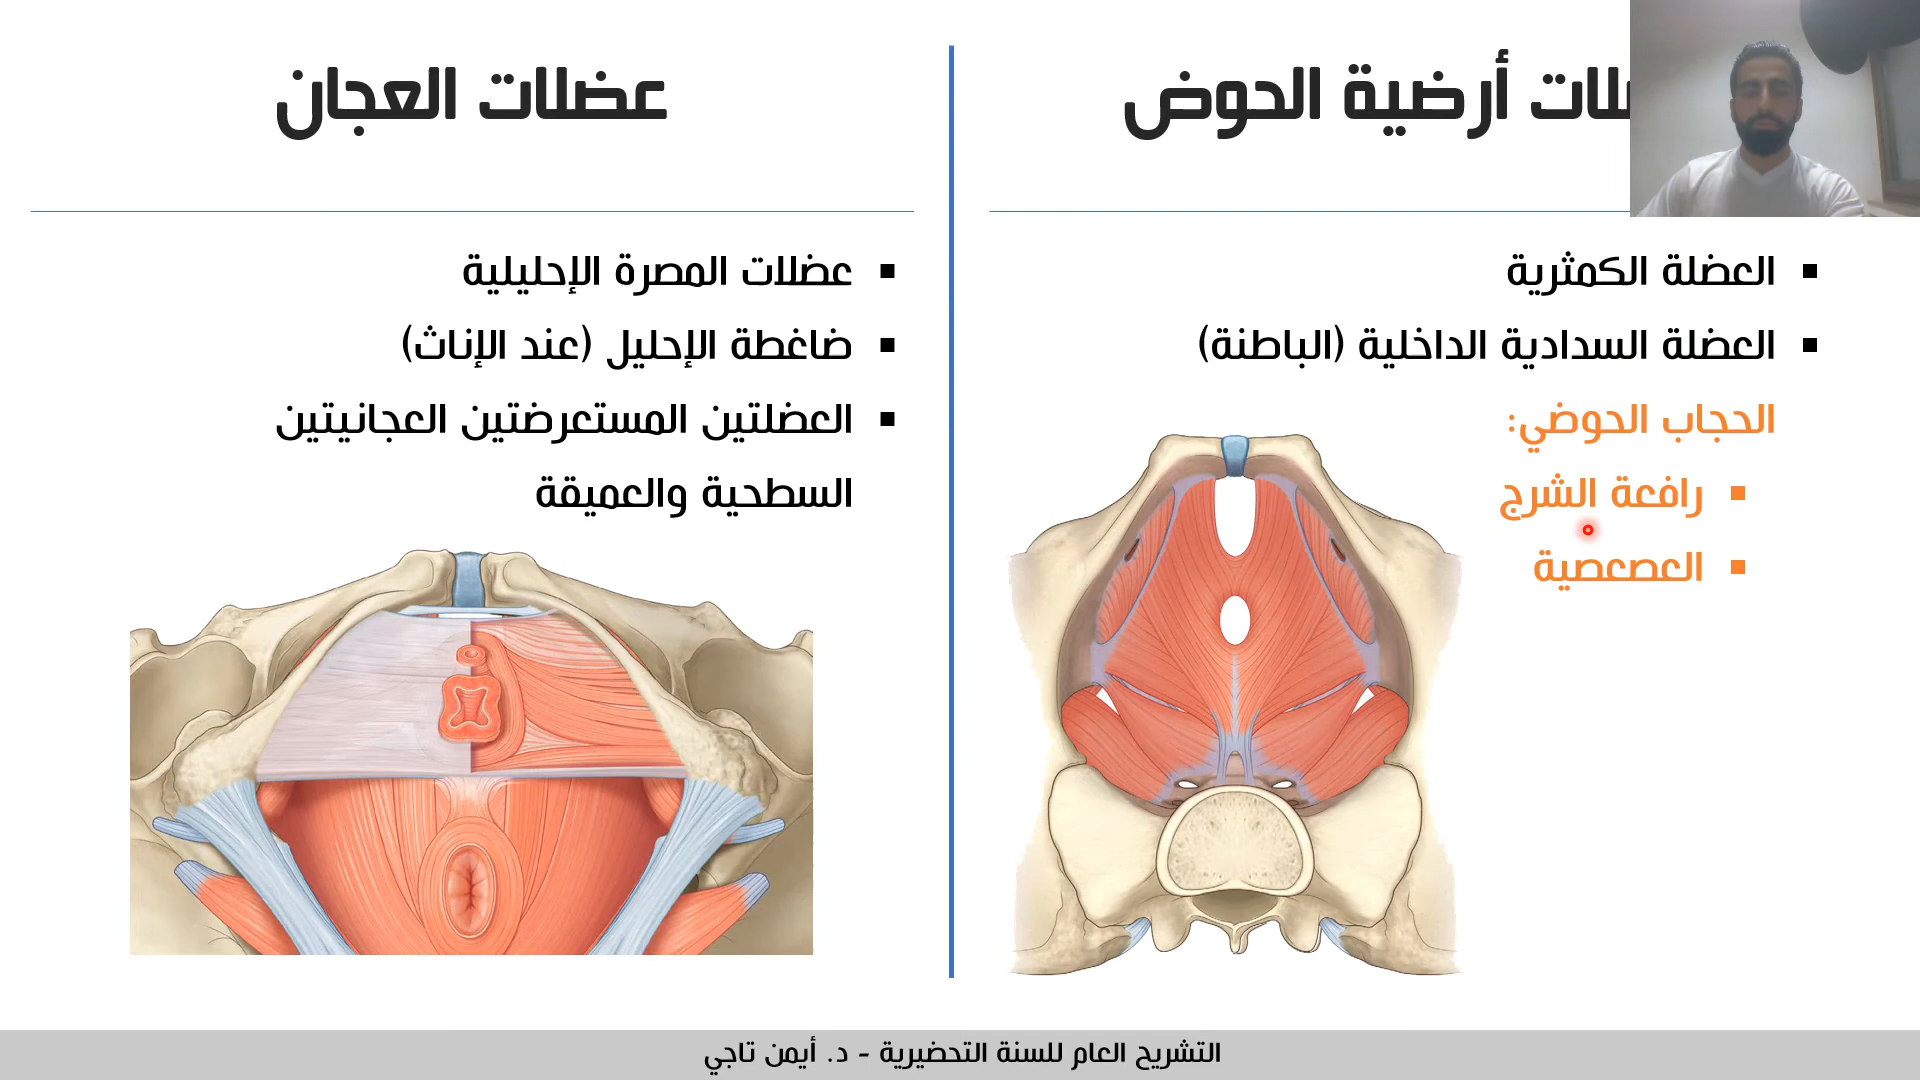 أرضية الحوض
العضلة الكمثرية
العضلة السدادية الداخلية (الباطنة)
الحجاب الحوضي:
رافعة الشرج
العصعصية
عضلات العجان
عضلات المصرة الإحليلية
ضاغطة الإحليل (عند الإناث)
العضلتين المستعرضتين العجانيتين
السطحية والعميقة
التشريح العام للسنة التحضيرية - د. أيمن تاجي